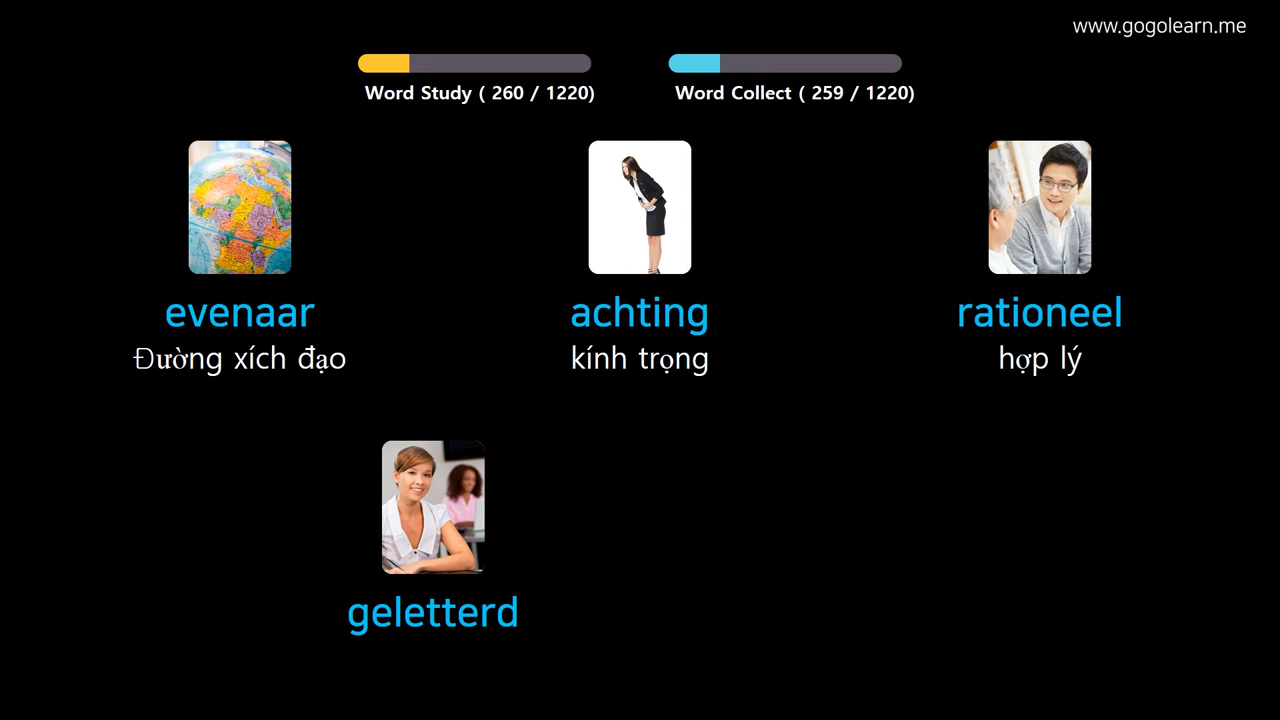 www.gogolearn.me
Word Study ( 260 / 1220)
Word Collect ( 259 / 1220)
evenaar
achting
rationeel
Đường xích đạo
kính trọng
hợp lý
geletterd